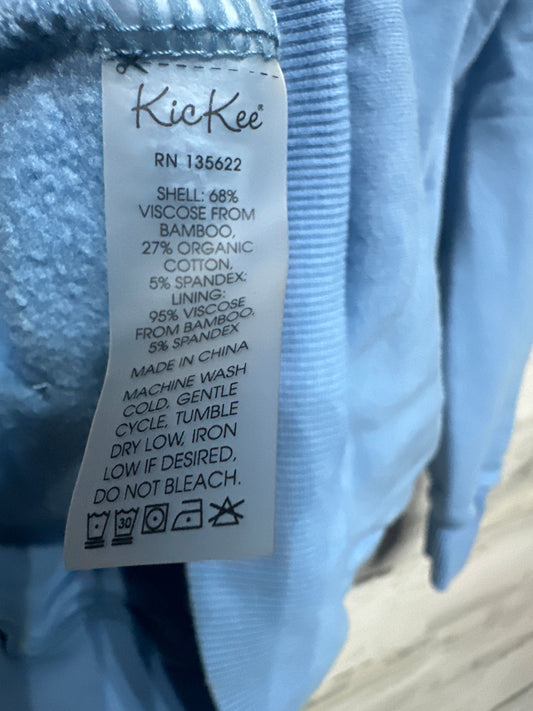 KicKee®
RN 135622
SHELL: 68%
VISCOSE FROM
BAMBOO,
27% ORGANIC
COTTON,
5% SPANDEX:
LINING:
95% VISCOSE
FROM BAMBOO,
5% SPANDEX
MADE IN CHINA
MACHINE WASH
COLD, GENTLE
CYCLE, TUMBLE
DRY LOW, IRON
LOW IF DESIRED,
DO NOT BLEACH.
30